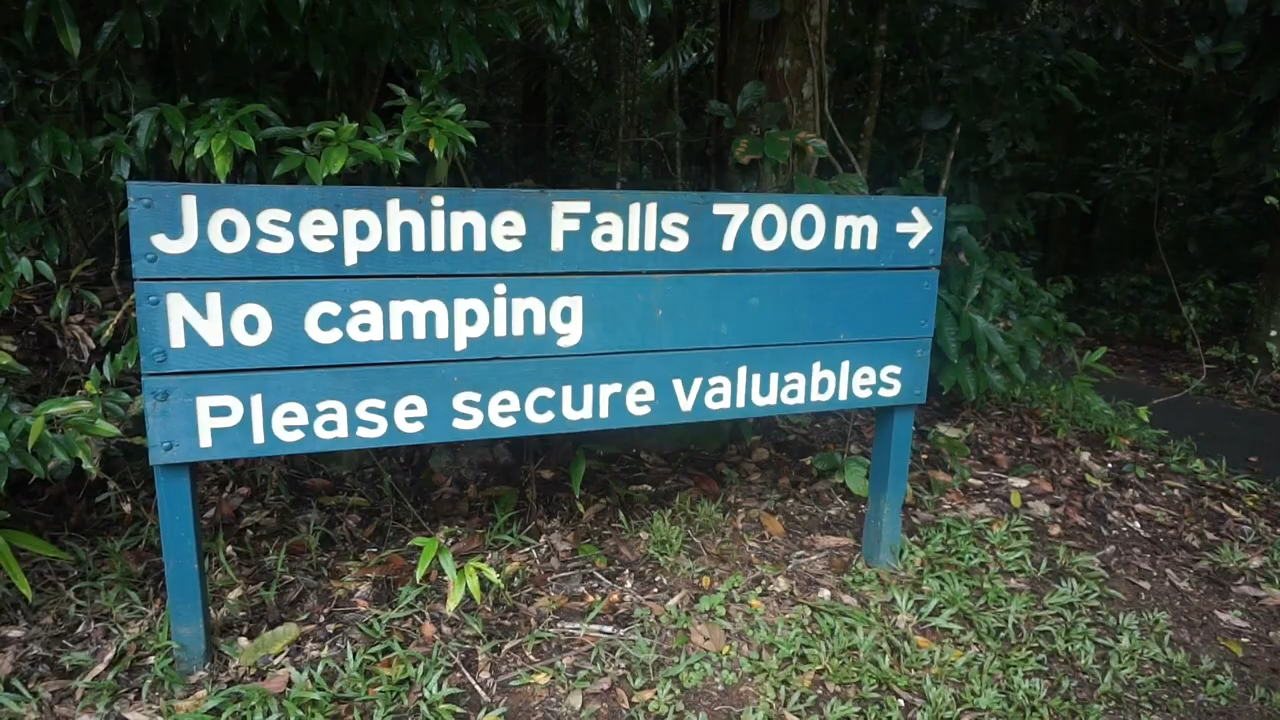 Josephine Falls 700m →
No camping
Please secure valuables